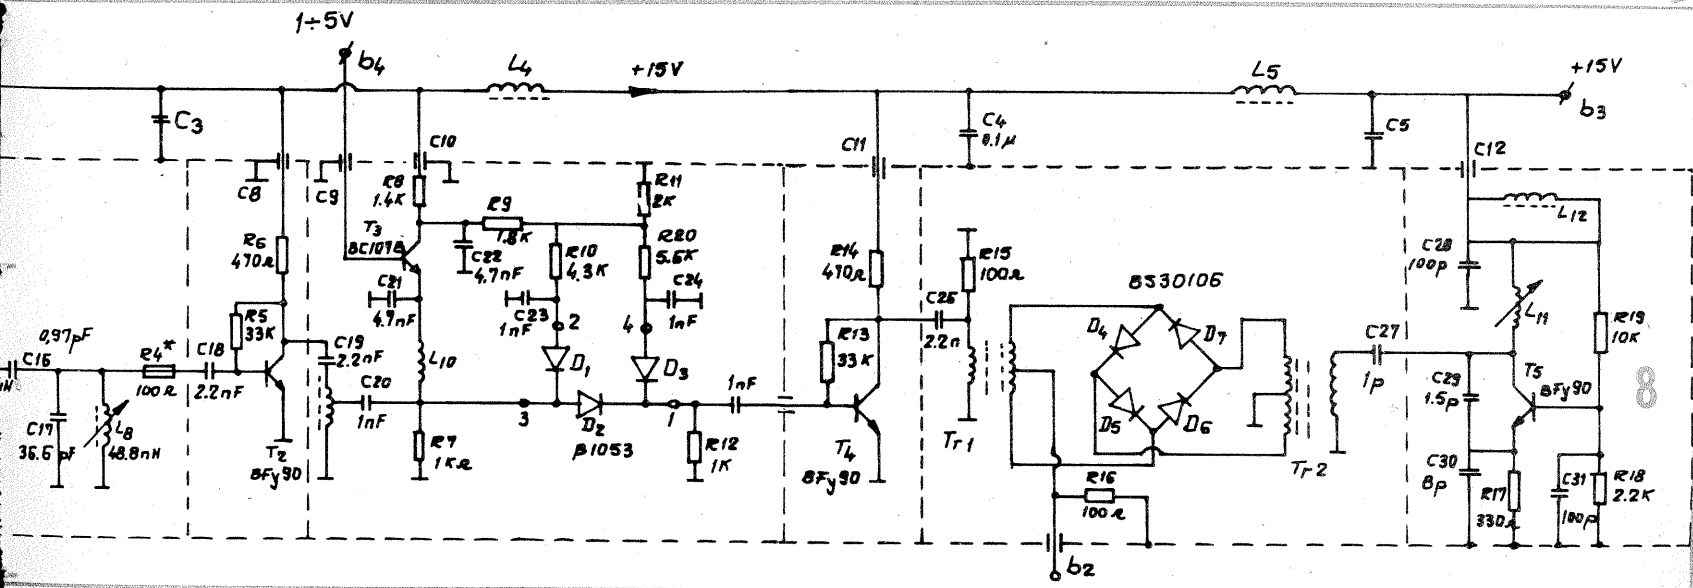 1÷5V
b4
L4
+15V
L5
+15V
b3
C3
C10
C11
C4
0.1µ
C5
C12
C8
C9
R8
1.4K
R9
1.8K
R11
2K
L12
T3
BC107B
R6
470Ω
C22
4.7nF
R10
4.3K
R20
5.6K
R14
470Ω
R15
100Ω
BS30106
C28
100p
C21
4.7nF
C23
1nF
C24
1nF
C26
2.2n
L11
R19
10K
0,97pF
C16
R5
33K
2
4
R13
33K
D4
D7
C27
1p
R4*
100Ω
C18
2.2nF
C19
2.2nF
L10
D1
D3
C20
1nF
1nF
T5
BFy90
C29
1.5p
8
C17
36.5 pF
L8
48.8nH
T2
BFy90
R7
1KΩ
3
D2
B1053
1
R12
1K
T4
BFy90
Tr1
D5
D6
Tr2
C30
8p
R16
100Ω
R17
330Ω
C31
100p
R18
2.2K
b2